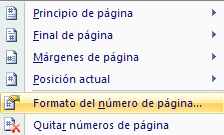 Principio de página
Final de página
Márgenes de página
Posición actual
Formato del número de página...
Quitar números de página